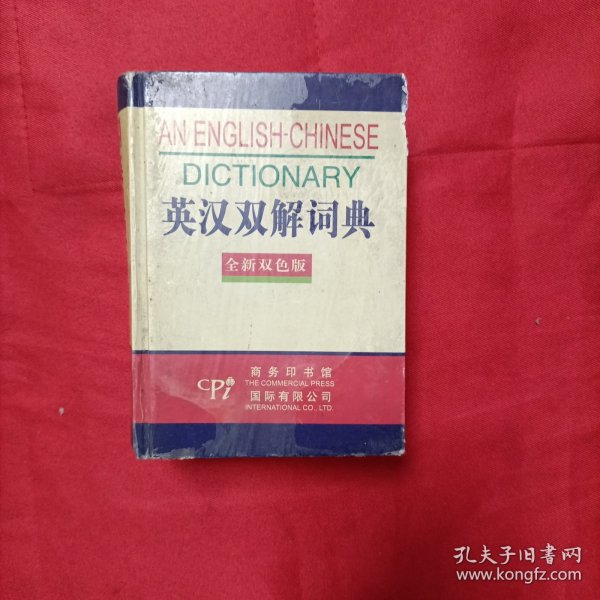 AN ENGLISH-CHINESE
DICTIONARY
英汉双解词典
全新双色版
CPi
商务印书馆
THE COMMERCIAL PRESS
国际有限公司
INTERNATIONAL CO., LTD.
孔夫子旧书网
www.kongfz.com